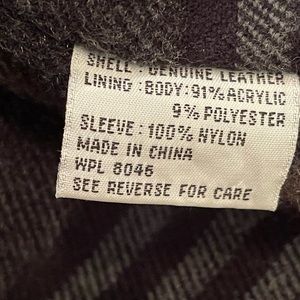 SHELL : GENUINE LEATHER
LINING : BODY: 91% ACRYLIC
9% POLYESTER
SLEEVE : 100% NYLON
MADE IN CHINA
WPL 8046
SEE REVERSE FOR CARE